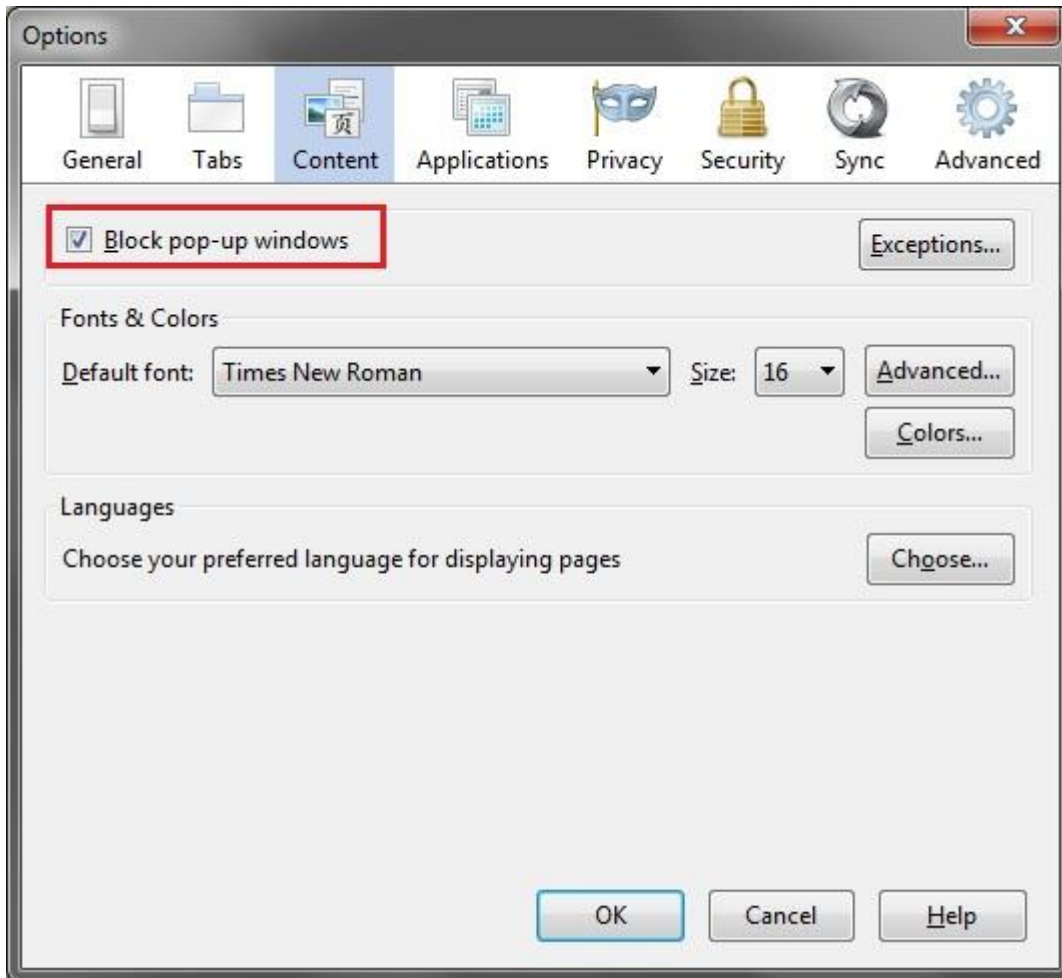 Options
General Tabs Content Applications Privacy Security Sync Advanced
页
Block pop-up windows
Exceptions...
Fonts & Colors
Default font: Times New Roman Size: 16 Advanced...
Colors...
Languages
Choose your preferred language for displaying pages Choose...
OK Cancel Help